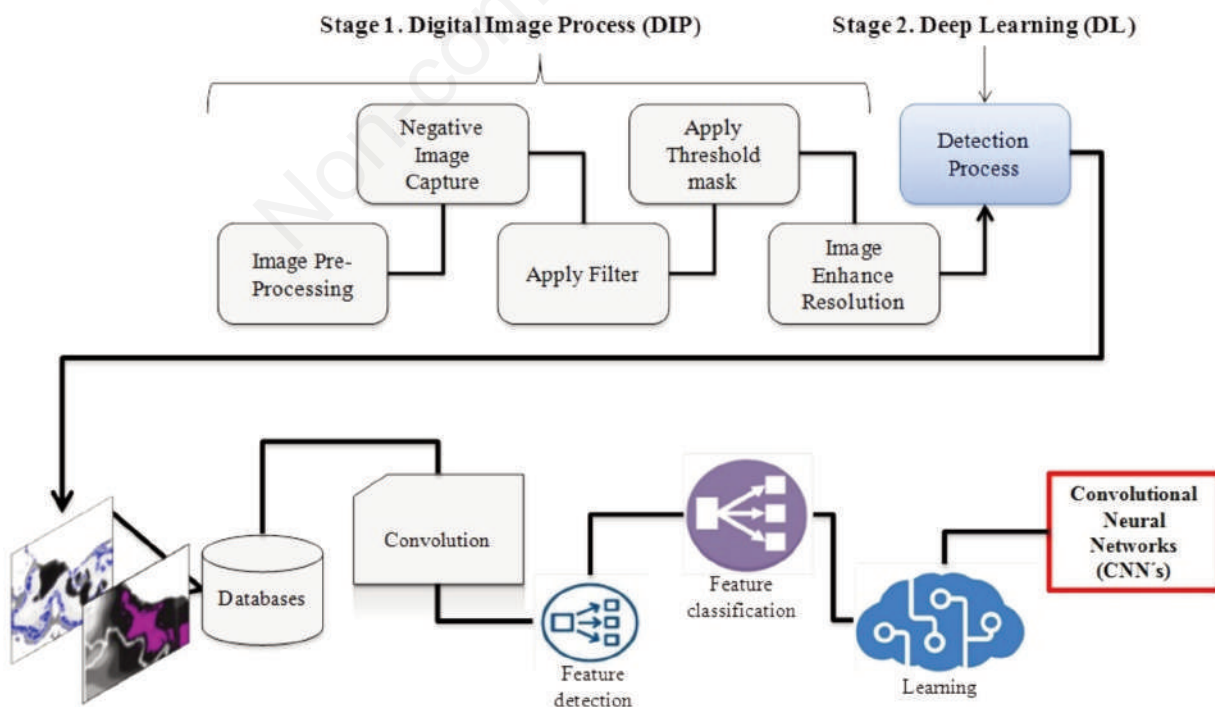 Stage 1. Digital Image Process (DIP)
Stage 2. Deep Learning (DL)
Negative
Image
Capture
Apply
Threshold
mask
Detection
Process
Image Pre-
Processing
Apply Filter
Image
Enhance
Resolution
Databases
Convolution
Feature
detection
Feature
classification
Learning
Convolutional
Neural
Networks
(CNN´s)
Non-com